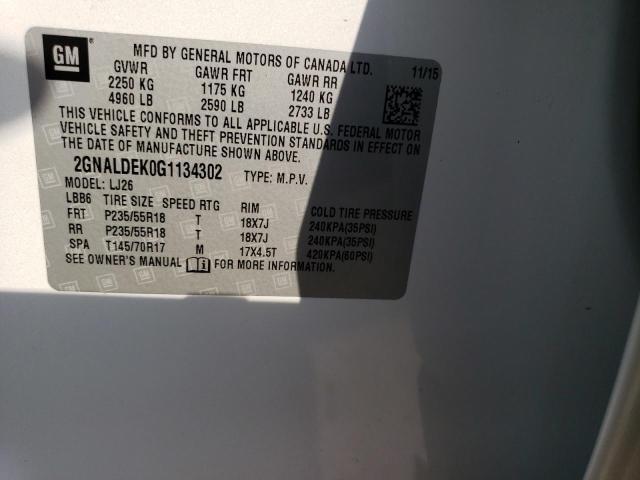 GM
MFD BY GENERAL MOTORS OF CANADA LTD.
11/15
GVWR GAWR FRT GAWR RR
2250 KG 1175 KG 1240 KG
4960 LB 2590 LB 2733 LB
THIS VEHICLE CONFORMS TO ALL APPLICABLE U.S. FEDERAL MOTOR
VEHICLE SAFETY AND THEFT PREVENTION STANDARDS IN EFFECT ON
THE DATE OF MANUFACTURE SHOWN ABOVE.
2GNALDEK0G1134302 TYPE: M.P.V.
MODEL: LJ26
LBB6 TIRE SIZE SPEED RTG RIM COLD TIRE PRESSURE
FRT P235/55R18 T 18X7J 240KPA(35PSI)
RR P235/55R18 T 18X7J 240KPA(35PSI)
SPA T145/70R17 M 17X4.5T 420KPA(60PSI)
SEE OWNER'S MANUAL FOR MORE INFORMATION.